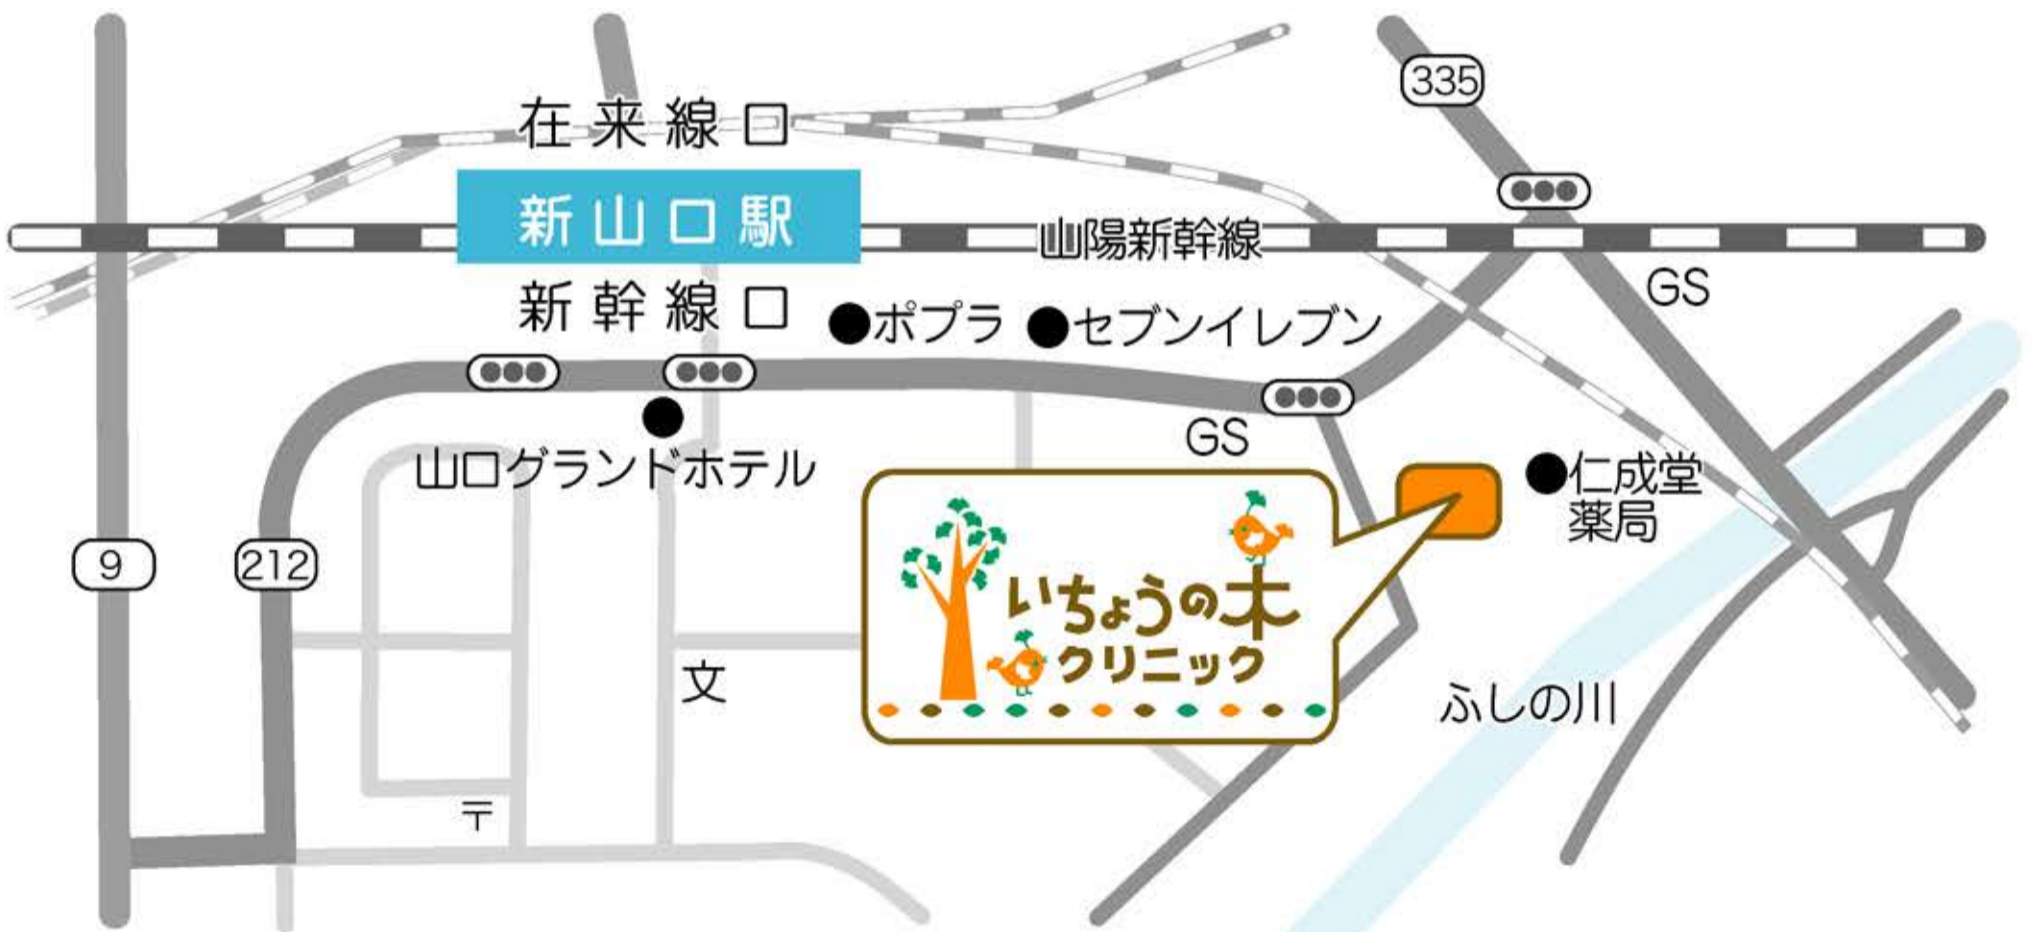 335
在来線口
新山口駅
山陽新幹線
新幹線口
GS
ポプラ
セブンイレブン
GS
山口グランドホテル
仁成堂
薬局
9
212
いちょうの木
クリニック
文
ふしの川
〒